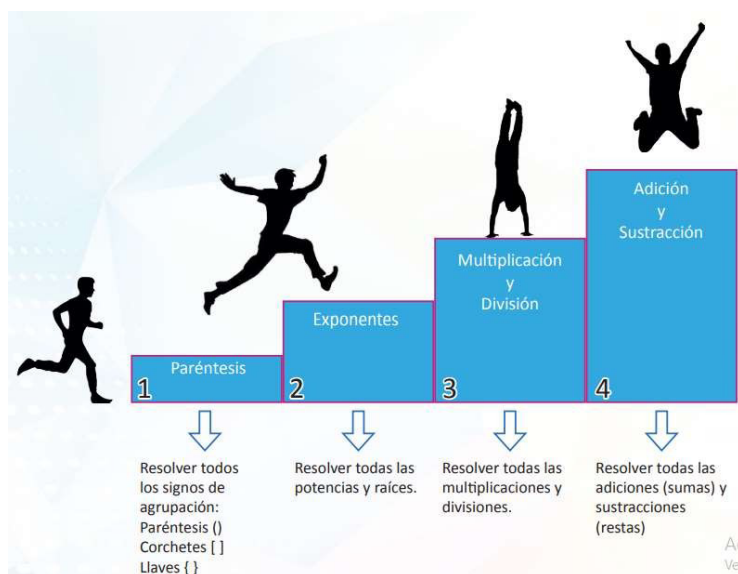 Adición
y
Sustracción
Multiplicación
y
División
Exponentes
Paréntesis
1
2
3
4
Resolver todos
los signos de
agrupación:
Paréntesis ()
Corchetes [ ]
Llaves { }
Resolver todas las
potencias y raíces.
Resolver todas las
multiplicaciones y
divisiones.
Resolver todas las
adiciones (sumas) y
sustracciones
(restas)